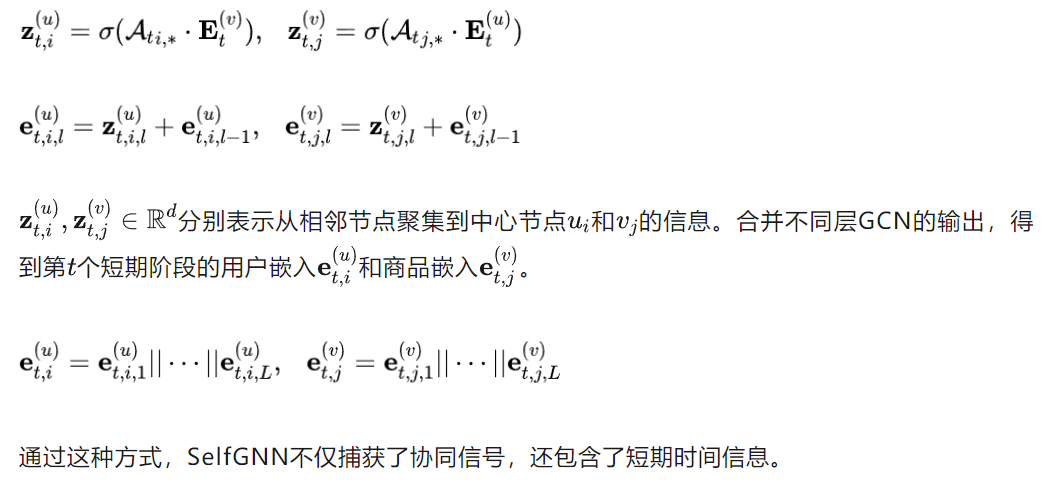 $\mathbf{z}_{t,i}^{(u)} = \sigma(\mathcal{A}_{ti,*} \cdot \mathbf{E}_t^{(v)}), \quad \mathbf{z}_{t,j}^{(v)} = \sigma(\mathcal{A}_{tj,*} \cdot \mathbf{E}_t^{(u)})$
$\mathbf{e}_{t,i,l}^{(u)} = \mathbf{z}_{t,i,l}^{(u)} + \mathbf{e}_{t,i,l-1}^{(u)}, \quad \mathbf{e}_{t,j,l}^{(v)} = \mathbf{z}_{t,j,l}^{(v)} + \mathbf{e}_{t,j,l-1}^{(v)}$
$\mathbf{z}_{t,i}^{(u)}, \mathbf{z}_{t,j}^{(v)} \in \mathbb{R}^d$分别表示从相邻节点聚集到中心节点$u_i$和$v_j$的信息。合并不同层GCN的输出，得
到第$t$个短期阶段的用户嵌入$\mathbf{e}_{t,i}^{(u)}$和商品嵌入$\mathbf{e}_{t,j}^{(v)}$。
$\mathbf{e}_{t,i}^{(u)} = \mathbf{e}_{t,i,1}^{(u)} || \cdots || \mathbf{e}_{t,i,L}^{(u)}, \quad \mathbf{e}_{t,j}^{(v)} = \mathbf{e}_{t,j,1}^{(v)} || \cdots || \mathbf{e}_{t,j,L}^{(v)}$
通过这种方式，SelfGNN不仅捕获了协同信号，还包含了短期时间信息。